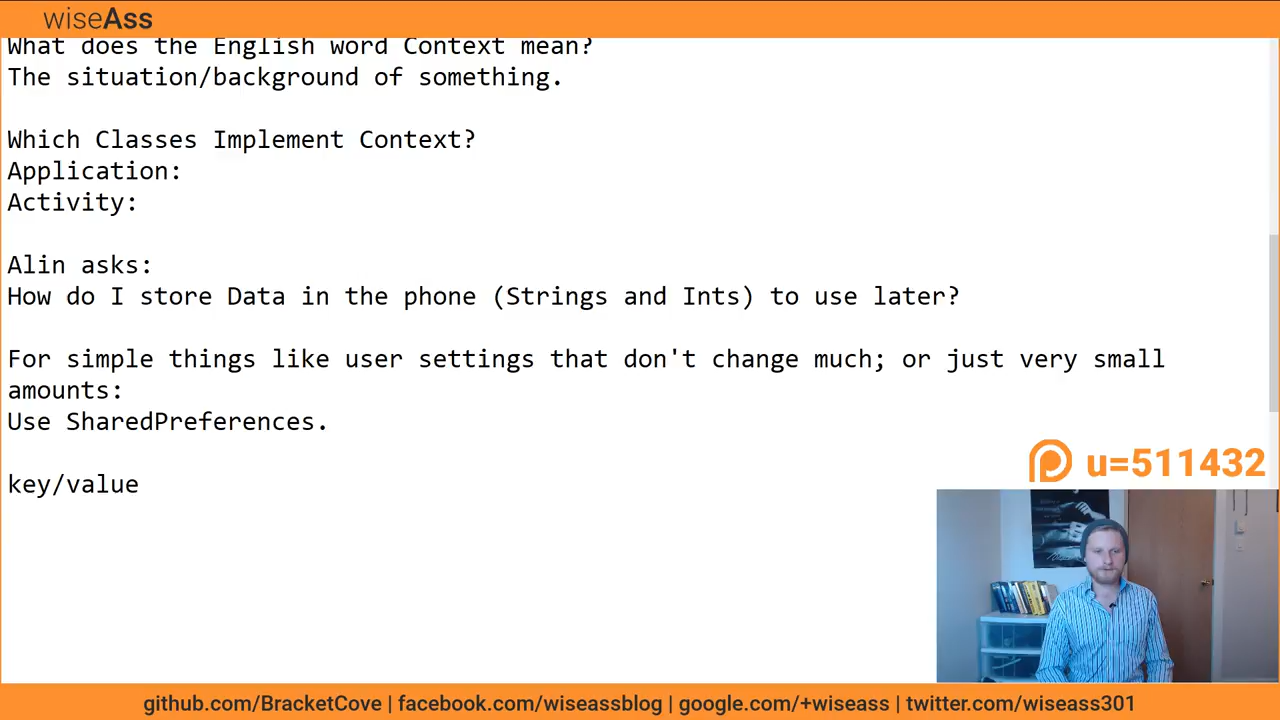 wiseAss
What does the English word Context mean?
The situation/background of something.
Which Classes Implement Context?
Application:
Activity:
Alin asks:
How do I store Data in the phone (Strings and Ints) to use later?
For simple things like user settings that don't change much; or just very small
amounts:
Use SharedPreferences.
key/value
u=511432
github.com/BracketCove | facebook.com/wiseassblog | google.com/+wiseass | twitter.com/wiseass301